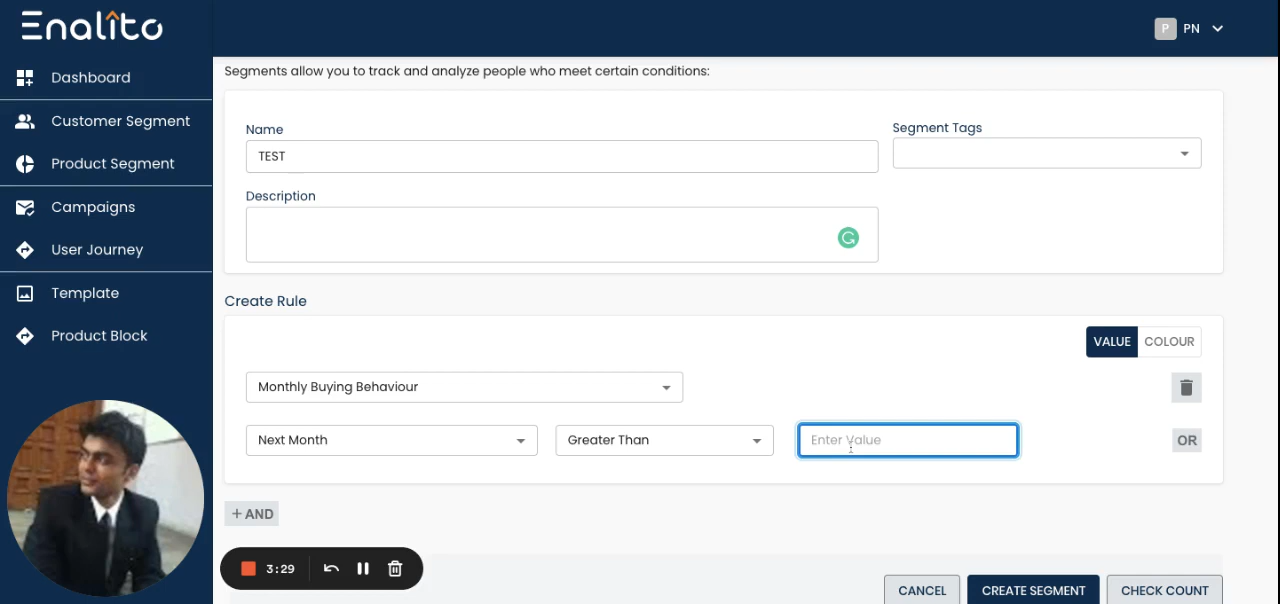 Enalito
P PN
Dashboard
Customer Segment
Product Segment
Campaigns
User Journey
Template
Product Block
Segments allow you to track and analyze people who meet certain conditions:
Name
TEST
Segment Tags
Description
Create Rule
VALUE COLOUR
Monthly Buying Behaviour
Next Month Greater Than Enter Value OR
+ AND
3:29
CANCEL CREATE SEGMENT CHECK COUNT